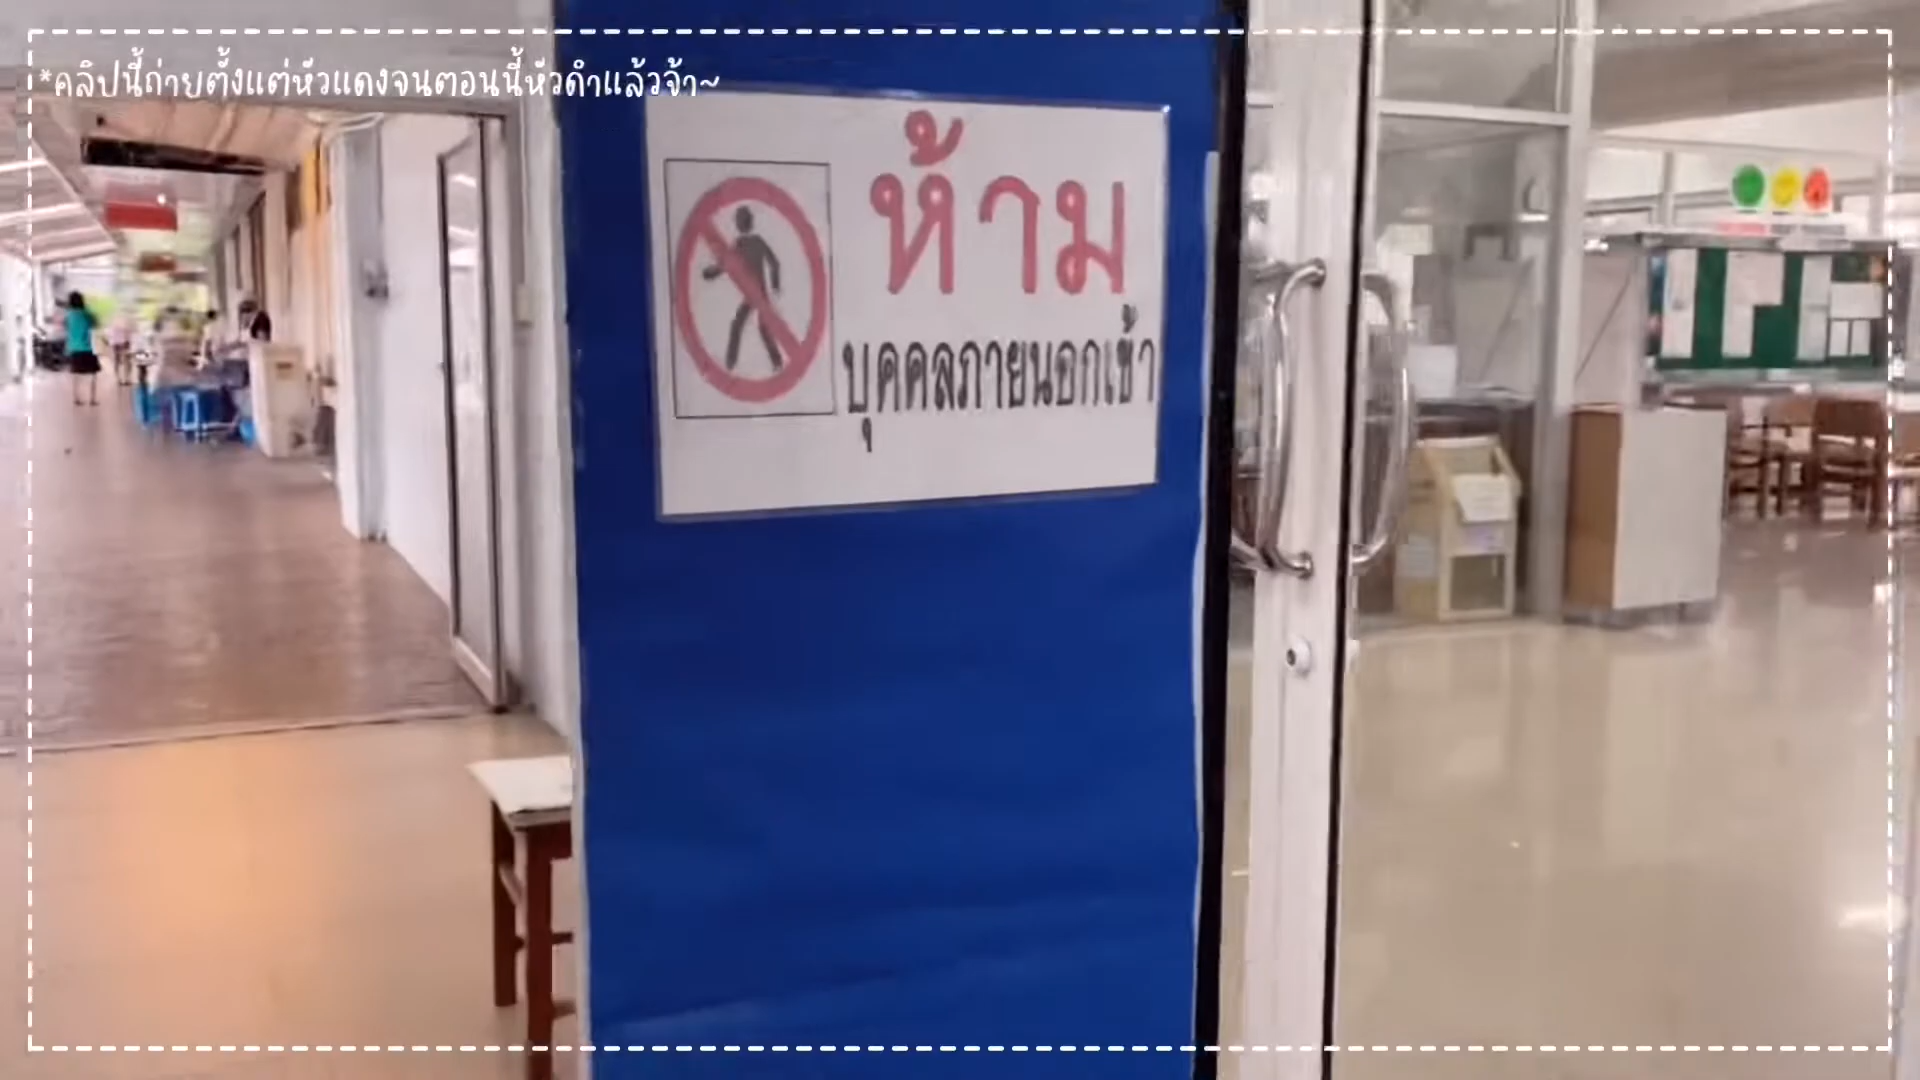 *คลิปนี้ถ่ายตั้งแต่หัวแดงจนตอนนี้หัวดำแล้วจ้า~
ห้าม
บุคคลภายนอกเข้า